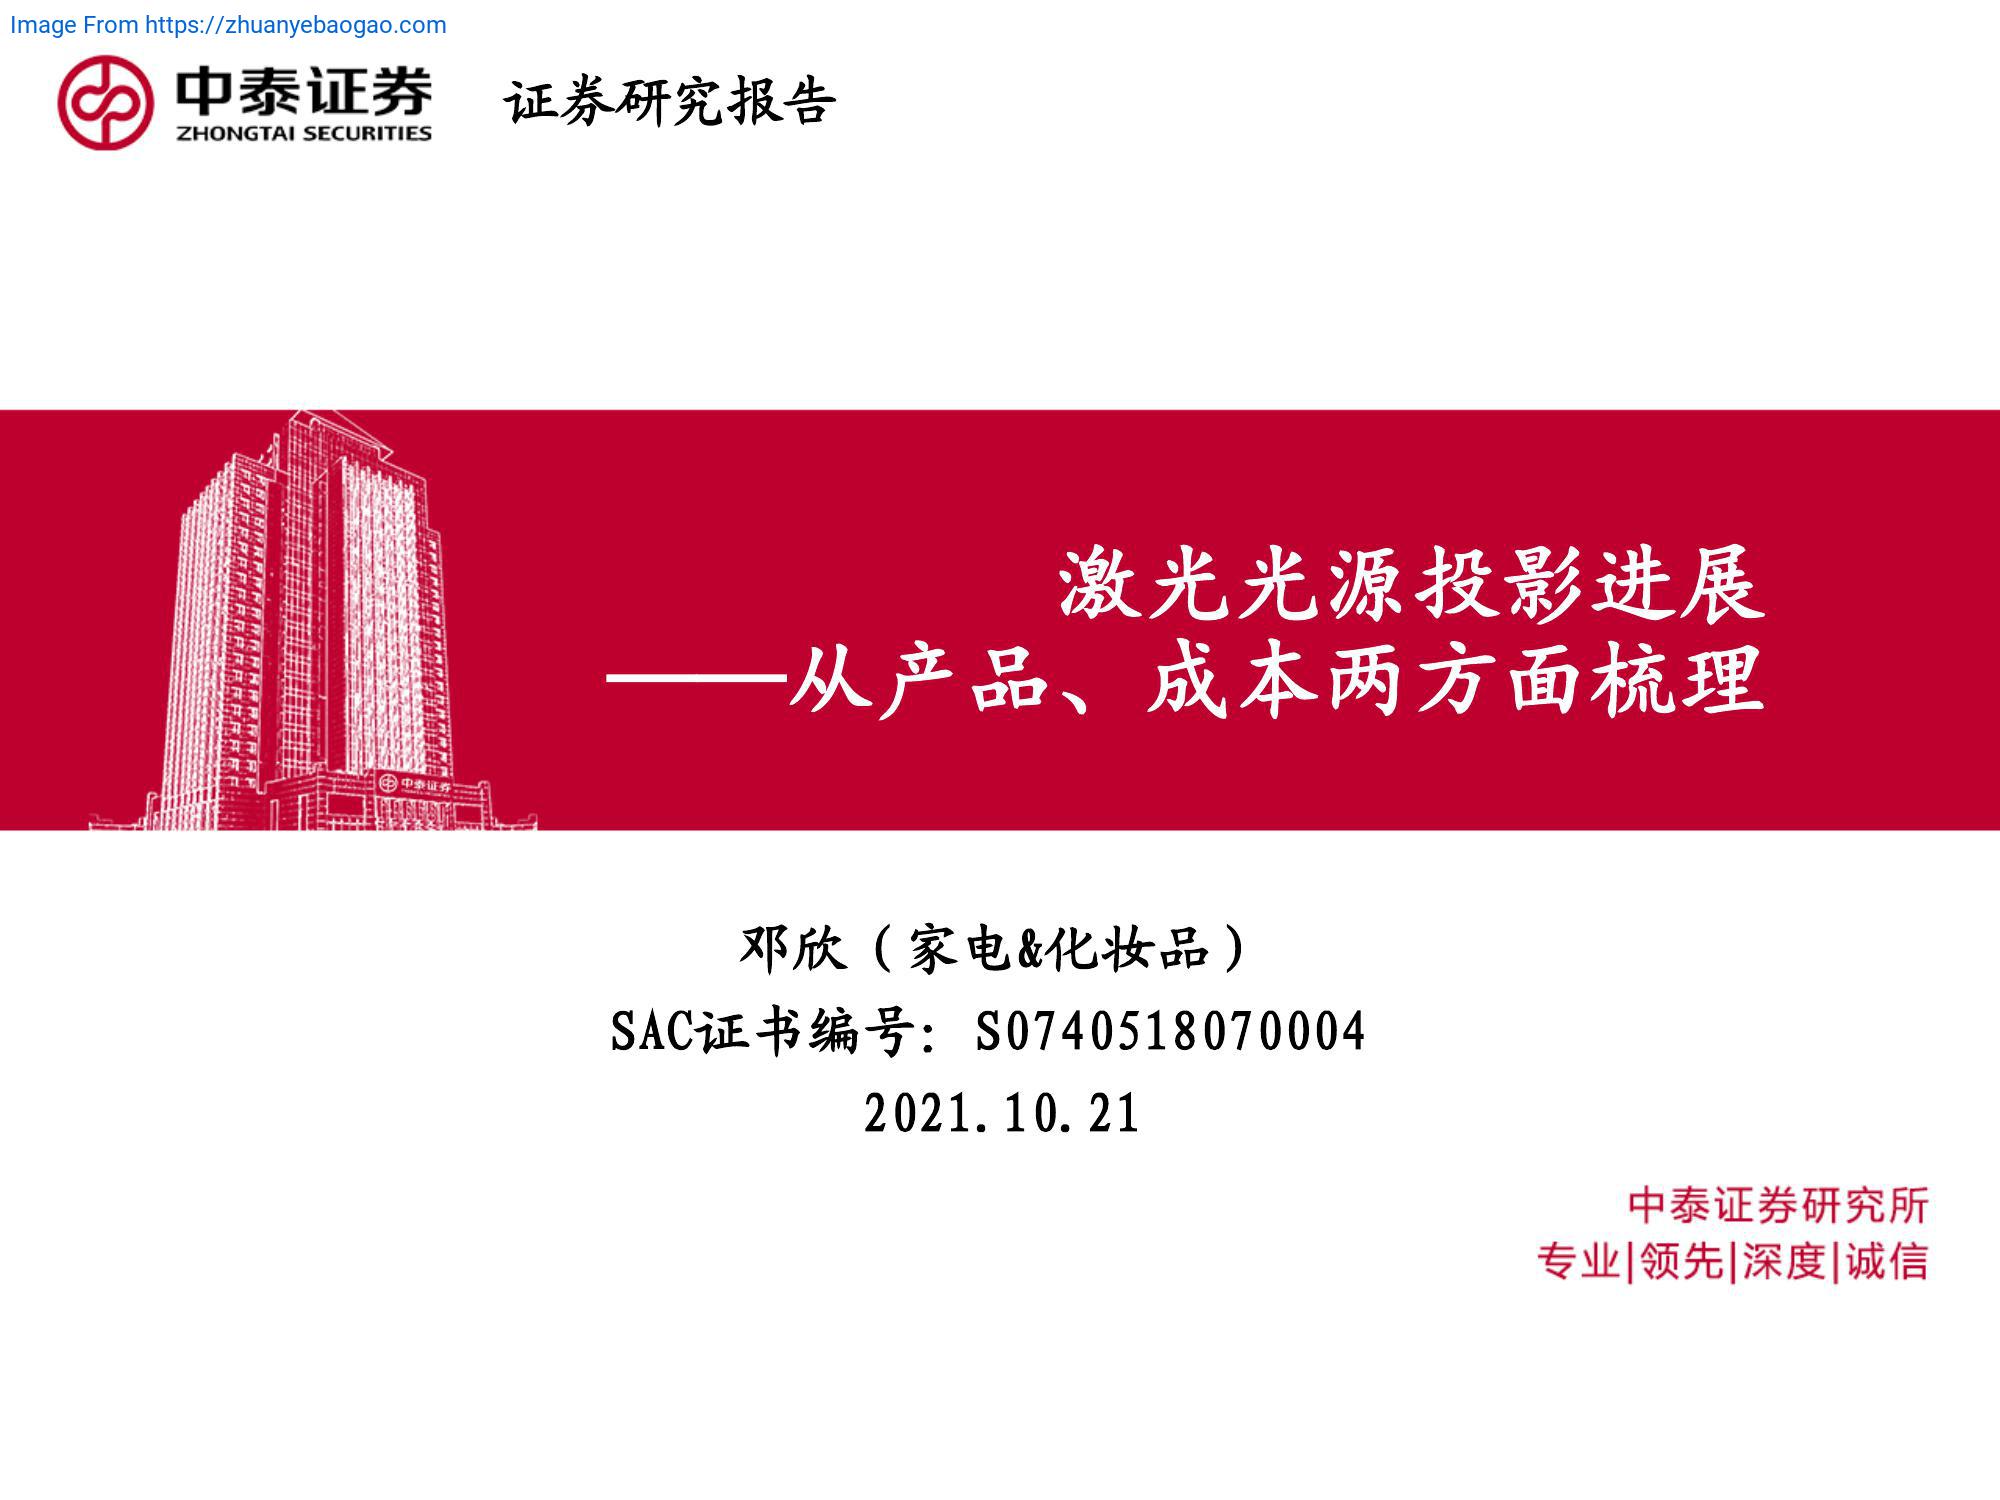 Image From https://zhuanyebaogao.com
中泰证券
ZHONGTAI SECURITIES
证券研究报告
激光光源投影进展
——从产品、成本两方面梳理
中泰证券
邓欣（家电&化妆品）
SAC证书编号：S0740518070004
2021.10.21
中泰证券研究所
专业|领先|深度|诚信